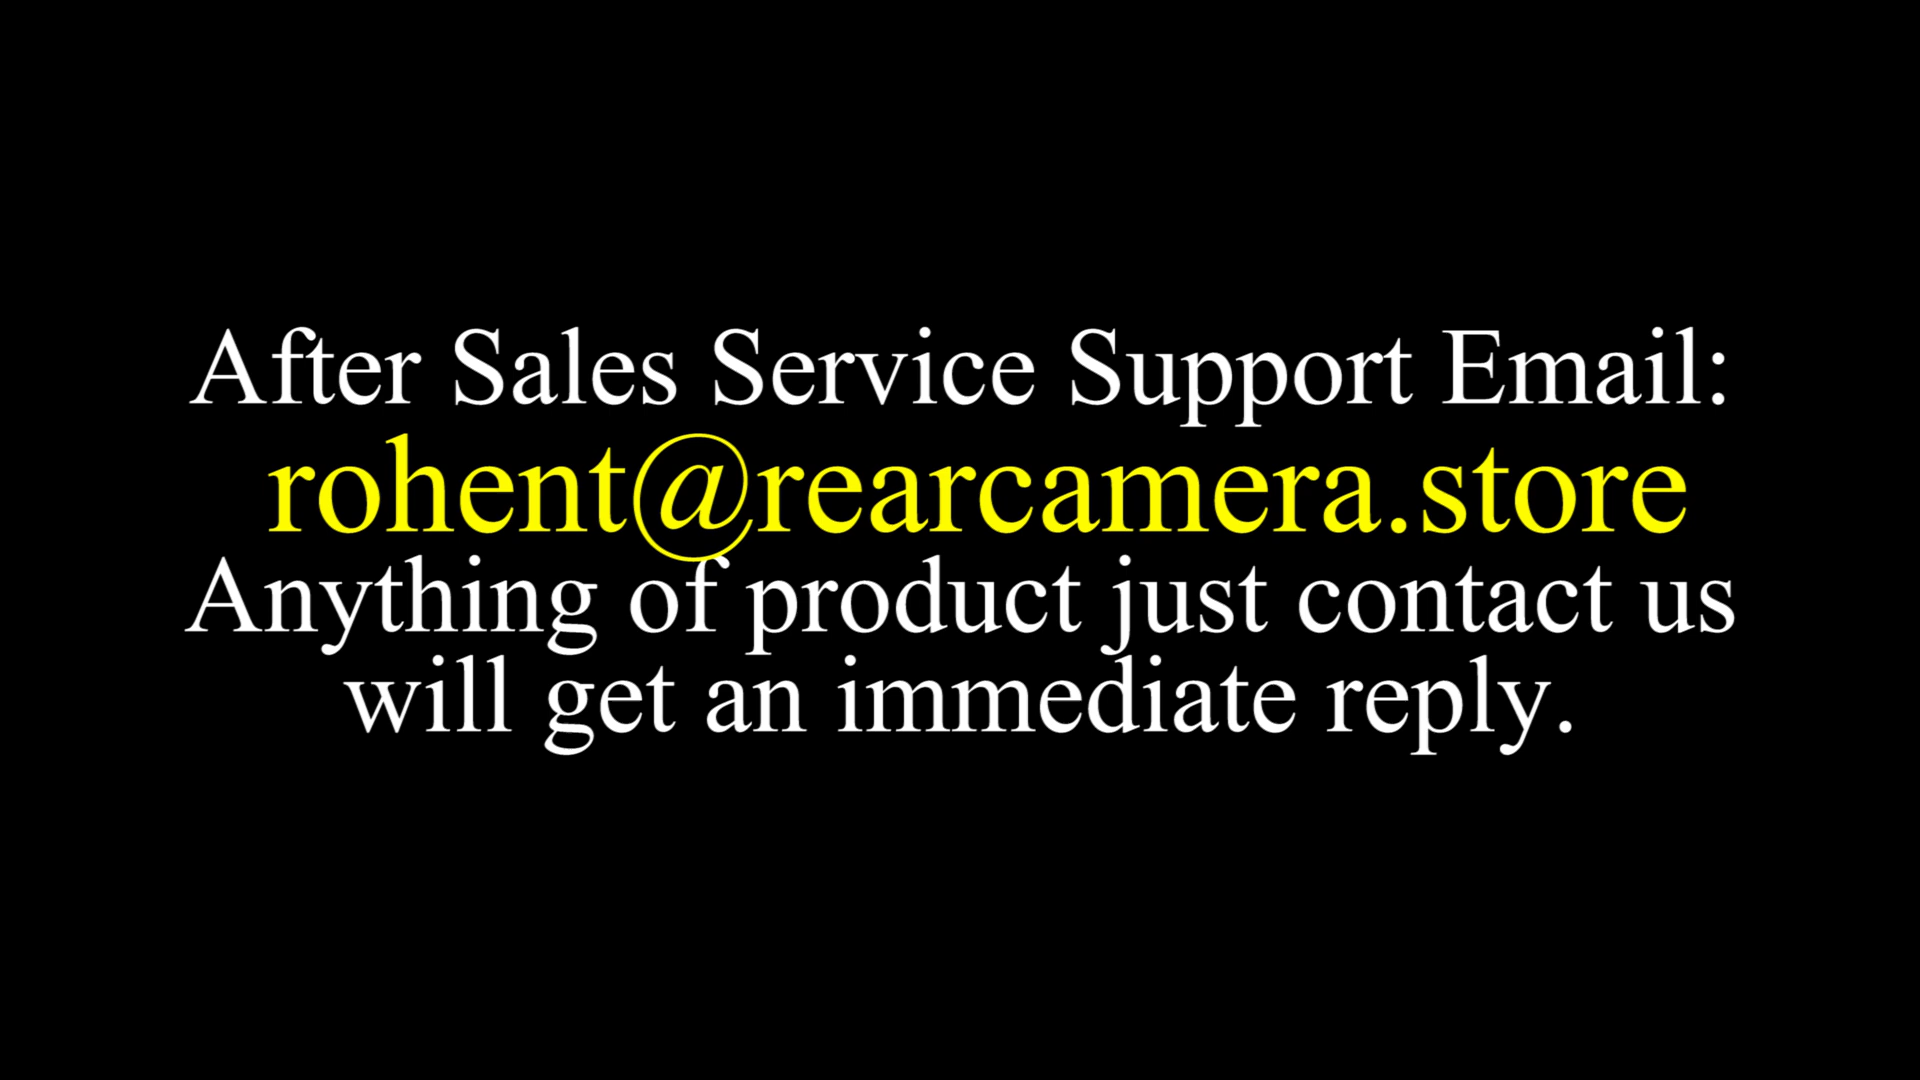 After Sales Service Support Email:
rohent@rearcamera.store
Anything of product just contact us
will get an immediate reply.